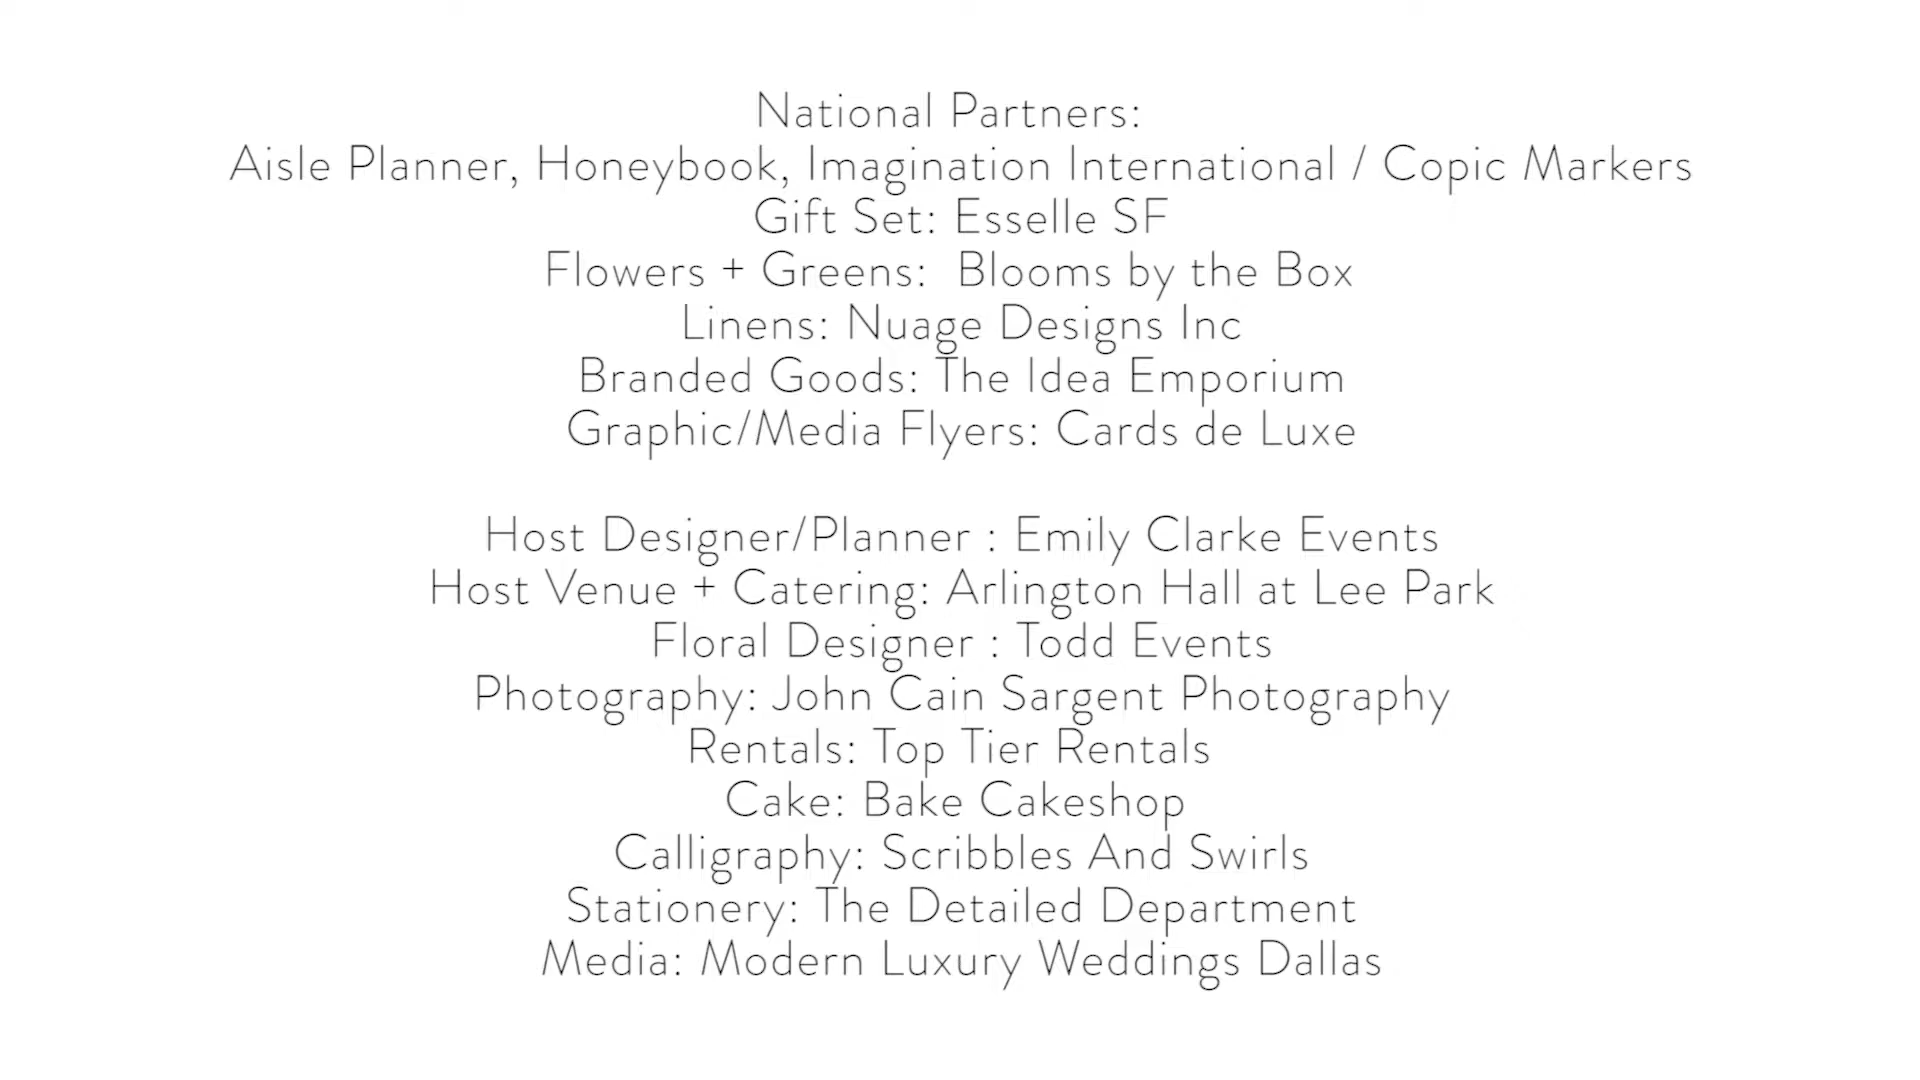 National Partners:
Aisle Planner, Honeybook, Imagination International / Copic Markers
Gift Set: Esselle SF
Flowers + Greens:  Blooms by the Box
Linens: Nuage Designs Inc
Branded Goods: The Idea Emporium
Graphic/Media Flyers: Cards de Luxe
Host Designer/Planner : Emily Clarke Events
Host Venue + Catering: Arlington Hall at Lee Park
Floral Designer : Todd Events
Photography: John Cain Sargent Photography
Rentals: Top Tier Rentals
Cake: Bake Cakeshop
Calligraphy: Scribbles And Swirls
Stationery: The Detailed Department
Media: Modern Luxury Weddings Dallas